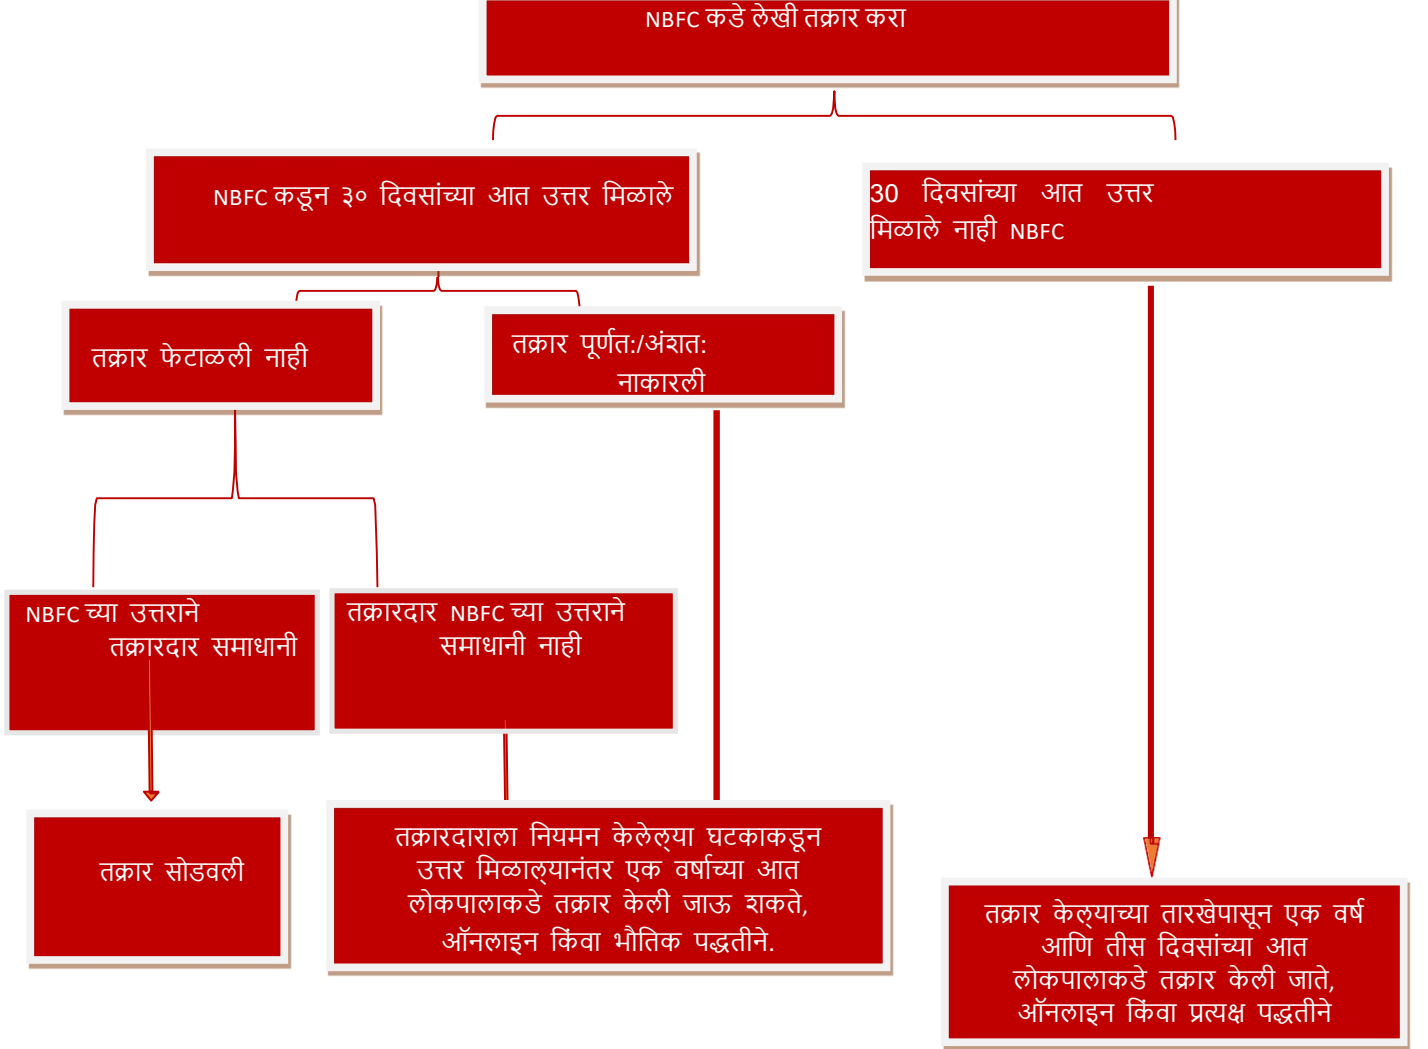 NBFC कडे लेखी तक्रार करा
NBFC कडून ३० दिवसांच्या आत उत्तर मिळाले
30 दिवसांच्या आत उत्तर
मिळाले नाही NBFC
तक्रार फेटाळली नाही
तक्रार पूर्णत:/अंशत:
नाकारली
NBFC च्या उत्तराने
तक्रारदार समाधानी
तक्रारदार NBFC च्या उत्तराने
समाधानी नाही
तक्रार सोडवली
तक्रारदाराला नियमन केलेल्या घटकाकडून
उत्तर मिळाल्यानंतर एक वर्षाच्या आत
लोकपालाकडे तक्रार केली जाऊ शकते,
ऑनलाइन किंवा भौतिक पद्धतीने.
तक्रार केल्याच्या तारखेपासून एक वर्ष
आणि तीस दिवसांच्या आत
लोकपालाकडे तक्रार केली जाते,
ऑनलाइन किंवा प्रत्यक्ष पद्धतीने